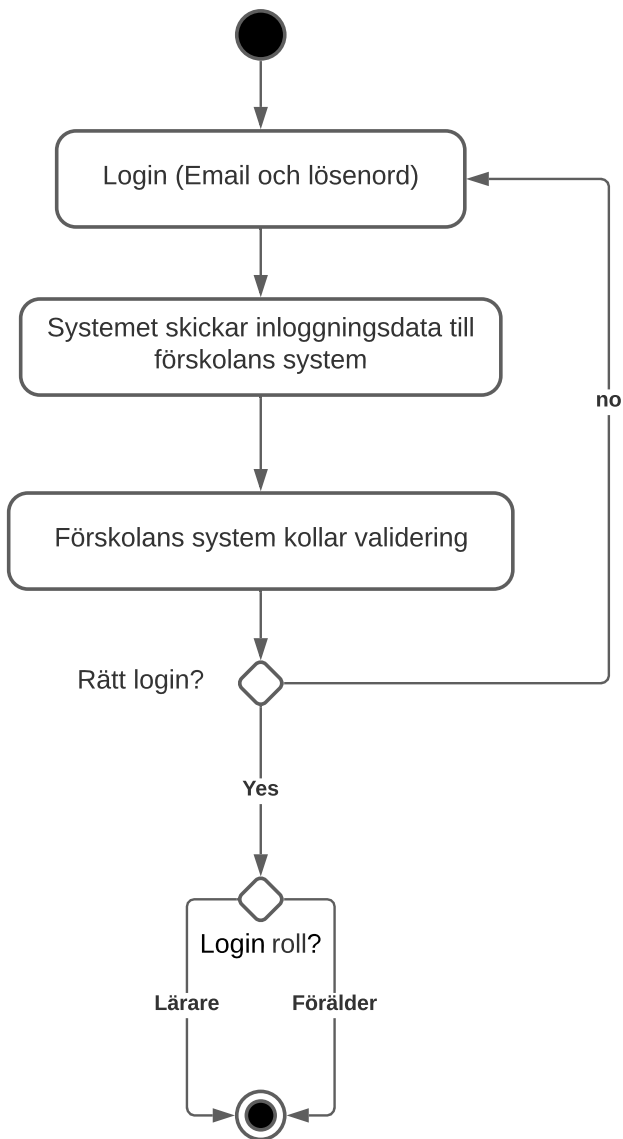 Login (Email och lösenord)
Systemet skickar inloggningsdata till
förskolans system
no
Förskolans system kollar validering
Rätt login?
Yes
Login roll?
Lärare
Förälder